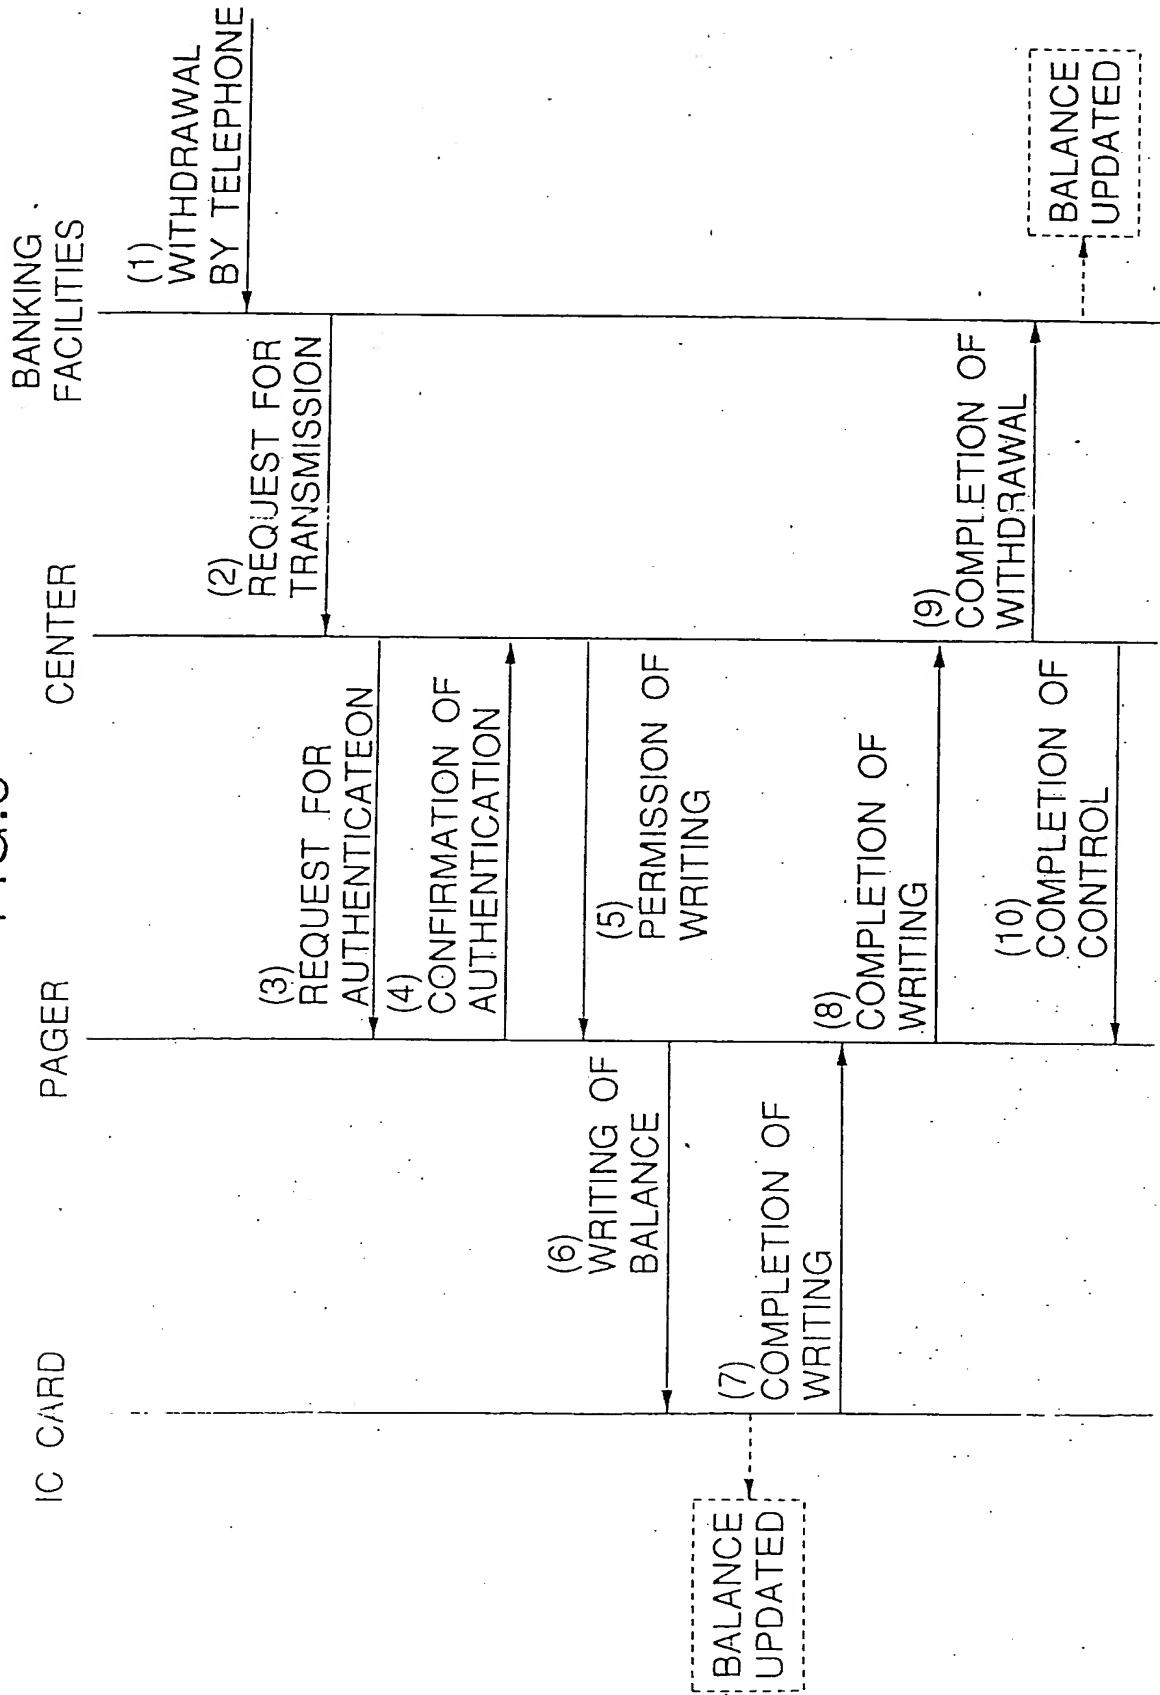 IC CARD
PAGER
CENTER
BANKING
FACILITIES
(1)
WITHDRAWAL
BY TELEPHONE
(2)
REQUEST FOR
TRANSMISSION
(3)
REQUEST FOR
AUTHENTICATEON
(4)
CONFIRMATION OF
AUTHENTICATION
(5)
PERMISSION OF
WRITING
(6)
WRITING OF
BALANCE
(7)
COMPLETION OF
WRITING
BALANCE
UPDATED
(8)
COMPLETION OF
WRITING
(9)
COMPLETION OF
WITHDRAWAL
BALANCE
UPDATED
(10)
COMPLETION OF
CONTROL